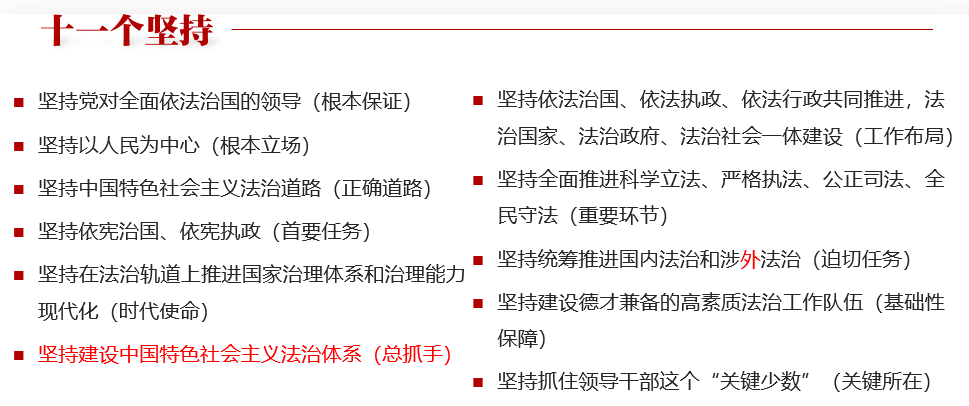 十一个坚持
坚持党对全面依法治国的领导（根本保证）
坚持以人民为中心（根本立场）
坚持中国特色社会主义法治道路（正确道路）
坚持依宪治国、依宪执政（首要任务）
坚持在法治轨道上推进国家治理体系和治理能力
现代化（时代使命）
坚持建设中国特色社会主义法治体系（总抓手）
坚持依法治国、依法执政、依法行政共同推进，法
治国家、法治政府、法治社会一体建设（工作布局）
坚持全面推进科学立法、严格执法、公正司法、全
民守法（重要环节）
坚持统筹推进国内法治和涉外法治（迫切任务）
坚持建设德才兼备的高素质法治工作队伍（基础性
保障）
坚持抓住领导干部这个“关键少数”（关键所在）